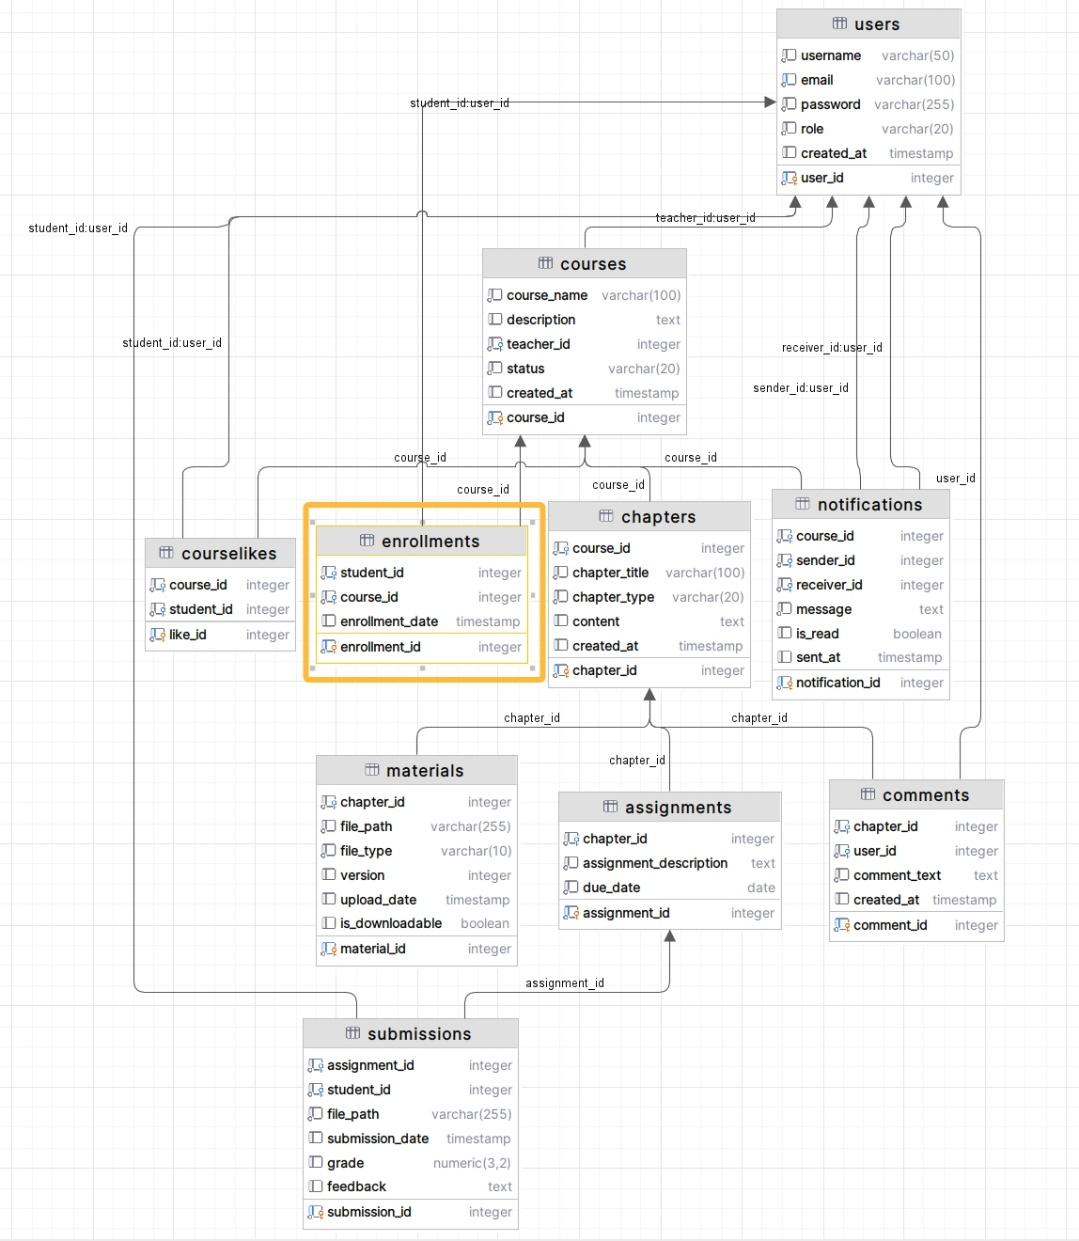 users
username varchar(50)
email varchar(100)
password varchar(255)
role varchar(20)
created_at timestamp
user_id integer
student_id:user_id
teacher_id:user_id
student_id:user_id
student_id:user_id
courses
course_name varchar(100)
description text
teacher_id integer
status varchar(20)
created_at timestamp
course_id integer
receiver_id:user_id
sender_id:user_id
course_id
course_id
course_id
course_id
user_id
courselikes
course_id integer
student_id integer
like_id integer
enrollments
student_id integer
course_id integer
enrollment_date timestamp
enrollment_id integer
chapters
course_id integer
chapter_title varchar(100)
chapter_type varchar(20)
content text
created_at timestamp
chapter_id integer
notifications
course_id integer
sender_id integer
receiver_id integer
message text
is_read boolean
sent_at timestamp
notification_id integer
chapter_id
chapter_id
chapter_id
materials
chapter_id integer
file_path varchar(255)
file_type varchar(10)
version integer
upload_date timestamp
is_downloadable boolean
material_id integer
assignments
chapter_id integer
assignment_description text
due_date date
assignment_id integer
comments
chapter_id integer
user_id integer
comment_text text
created_at timestamp
comment_id integer
assignment_id
submissions
assignment_id integer
student_id integer
file_path varchar(255)
submission_date timestamp
grade numeric(3,2)
feedback text
submission_id integer